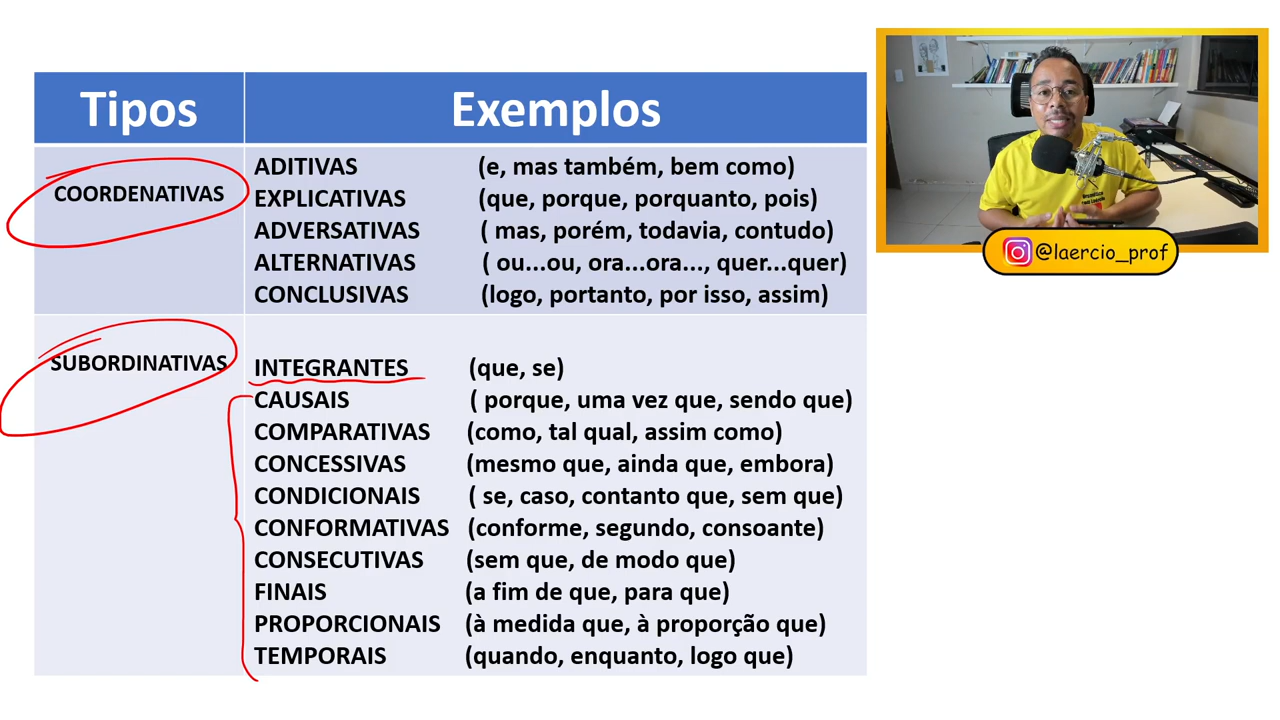 Tipos Exemplos
COORDENATIVAS
ADITIVAS (e, mas também, bem como)
EXPLICATIVAS (que, porque, porquanto, pois)
ADVERSATIVAS ( mas, porém, todavia, contudo)
ALTERNATIVAS ( ou...ou, ora...ora..., quer...quer)
CONCLUSIVAS (logo, portanto, por isso, assim)
SUBORDINATIVAS
INTEGRANTES (que, se)
CAUSAIS ( porque, uma vez que, sendo que)
COMPARATIVAS (como, tal qual, assim como)
CONCESSIVAS (mesmo que, ainda que, embora)
CONDICIONAIS ( se, caso, contanto que, sem que)
CONFORMATIVAS (conforme, segundo, consoante)
CONSECUTIVAS (sem que, de modo que)
FINAIS (a fim de que, para que)
PROPORCIONAIS (à medida que, à proporção que)
TEMPORAIS (quando, enquanto, logo que)
@laercio_prof